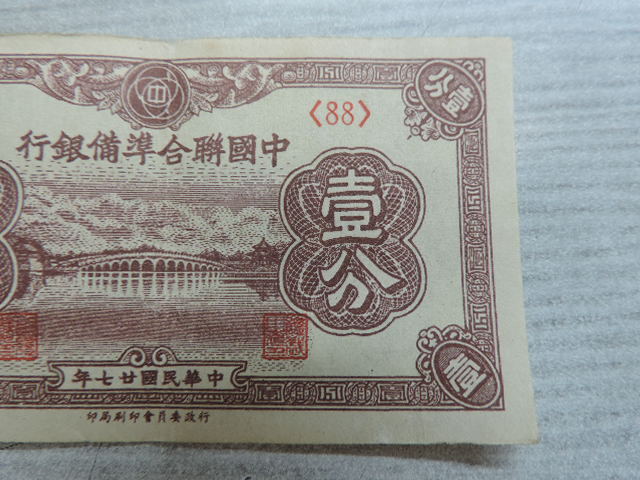 壹分
〈88〉
中國聯合準備銀行
壹分
中華民國廿七年
壹
行政委員會印刷局印